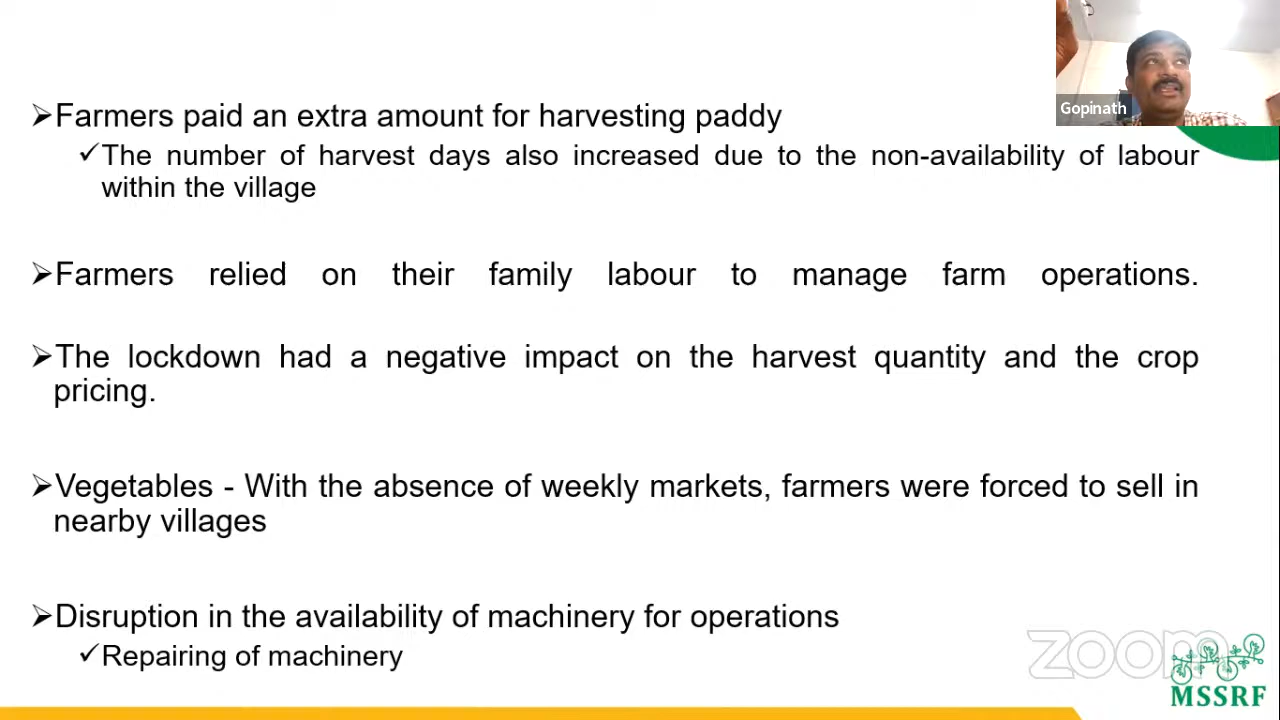 Gopinath
➢Farmers paid an extra amount for harvesting paddy
✓The number of harvest days also increased due to the non-availability of labour
within the village
➢Farmers relied on their family labour to manage farm operations.
➢The lockdown had a negative impact on the harvest quantity and the crop
pricing.
➢Vegetables - With the absence of weekly markets, farmers were forced to sell in
nearby villages
➢Disruption in the availability of machinery for operations
✓Repairing of machinery
zoom
MSSRF